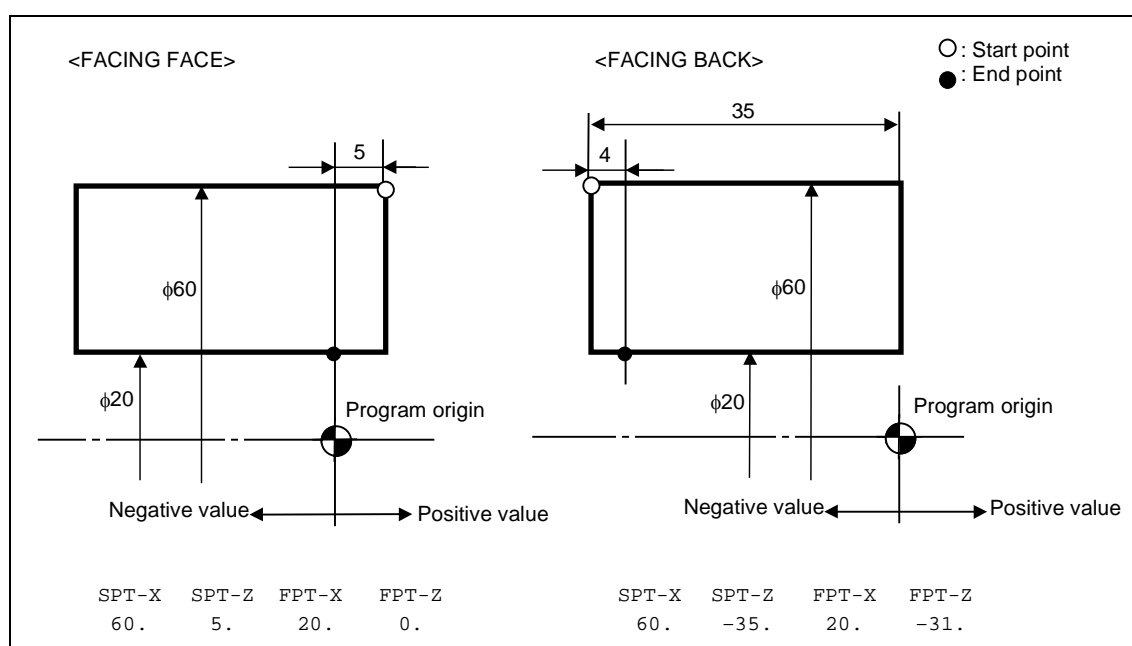 <FACING FACE>
5
ϕ60
ϕ20
Program origin
Negative value
Positive value
SPT-X SPT-Z FPT-X FPT-Z
60. 5. 20. 0.
<FACING BACK>
: Start point
: End point
35
4
ϕ60
ϕ20
Program origin
Negative value
Positive value
SPT-X SPT-Z FPT-X FPT-Z
60. −35. 20. −31.